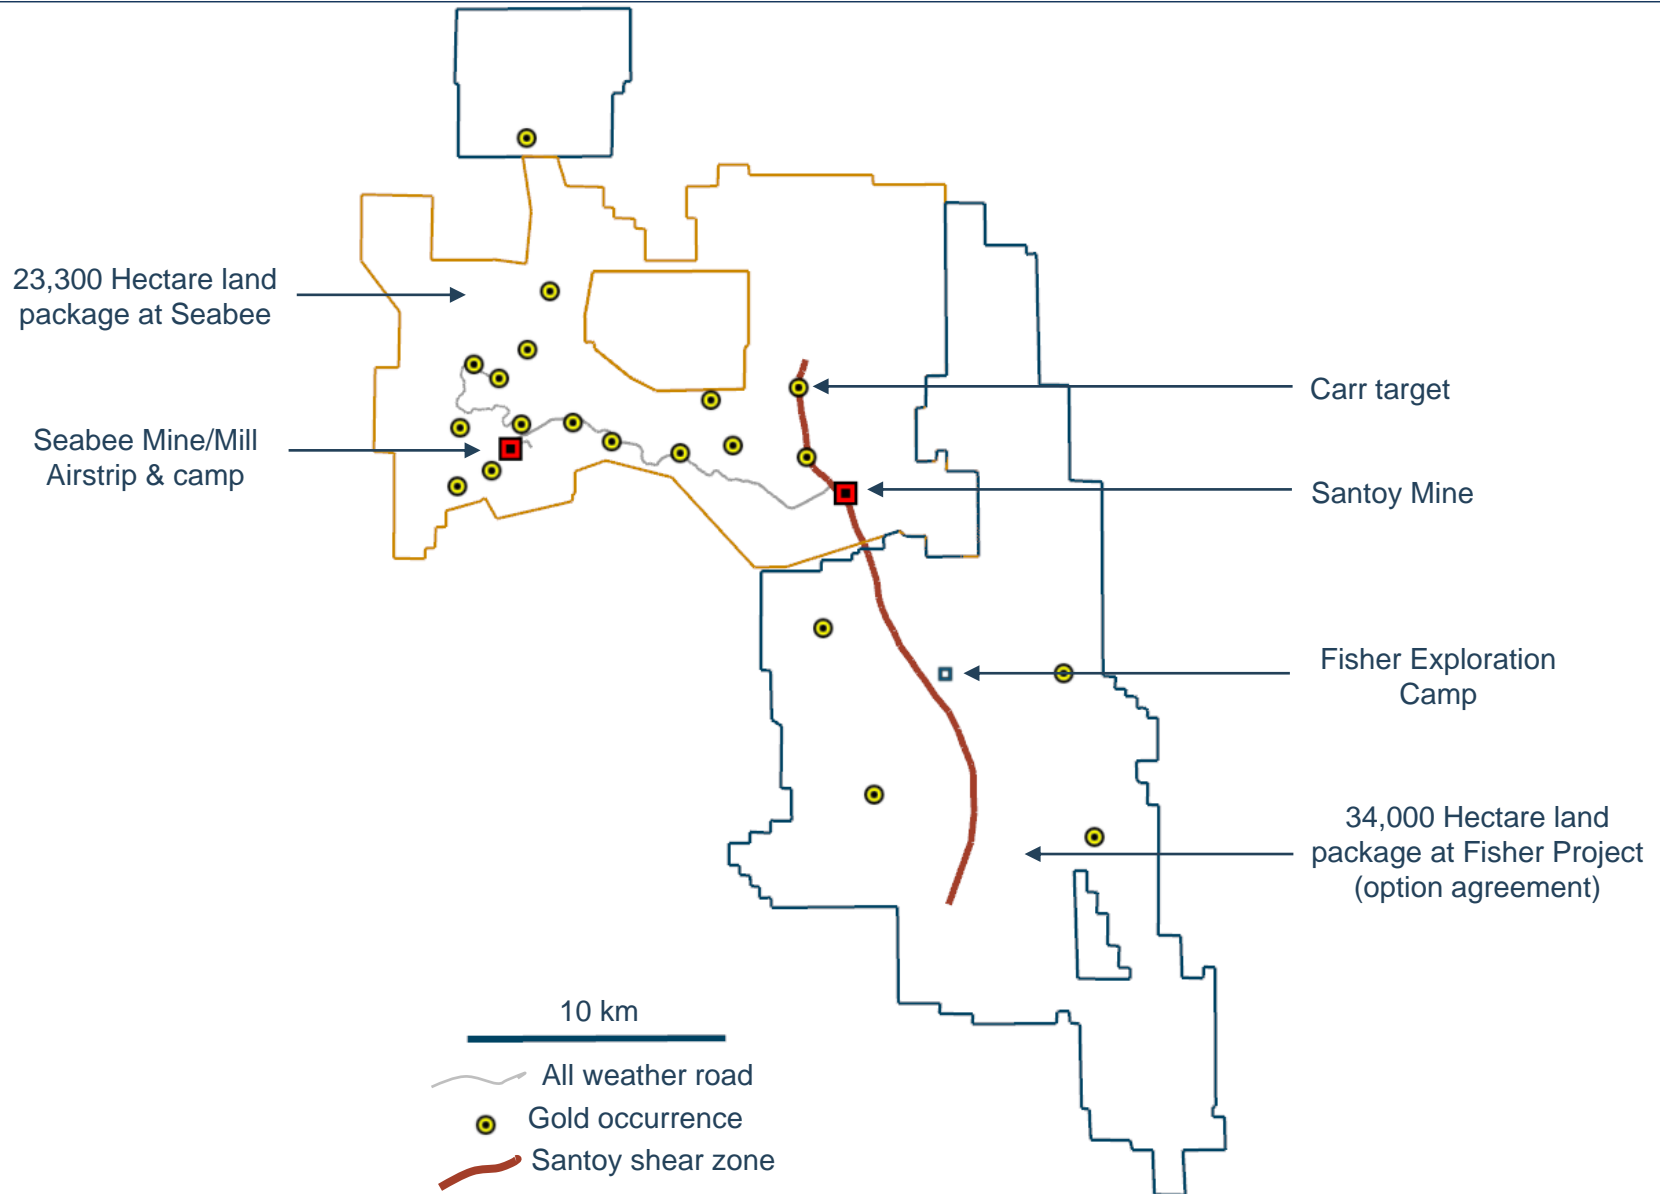 23,300 Hectare land
package at Seabee
Seabee Mine/Mill
Airstrip & camp
Carr target
Santoy Mine
Fisher Exploration
Camp
34,000 Hectare land
package at Fisher Project
(option agreement)
10 km
All weather road
Gold occurrence
Santoy shear zone